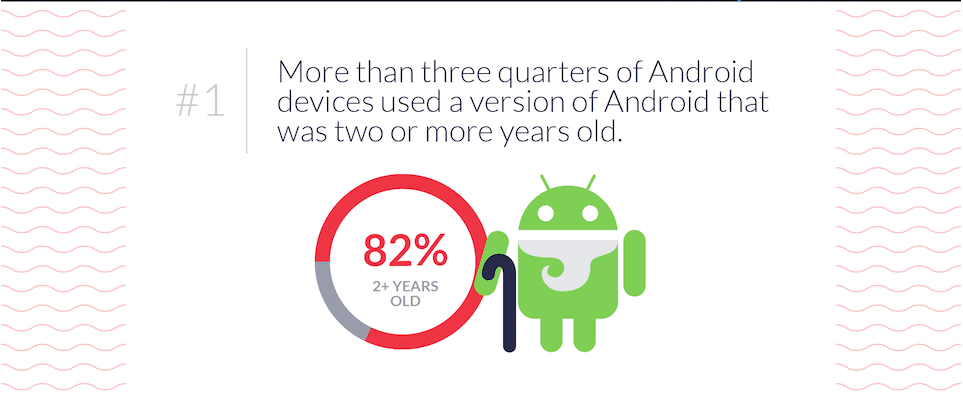 #1
More than three quarters of Android
devices used a version of Android that
was two or more years old.
82%
2+ YEARS
OLD